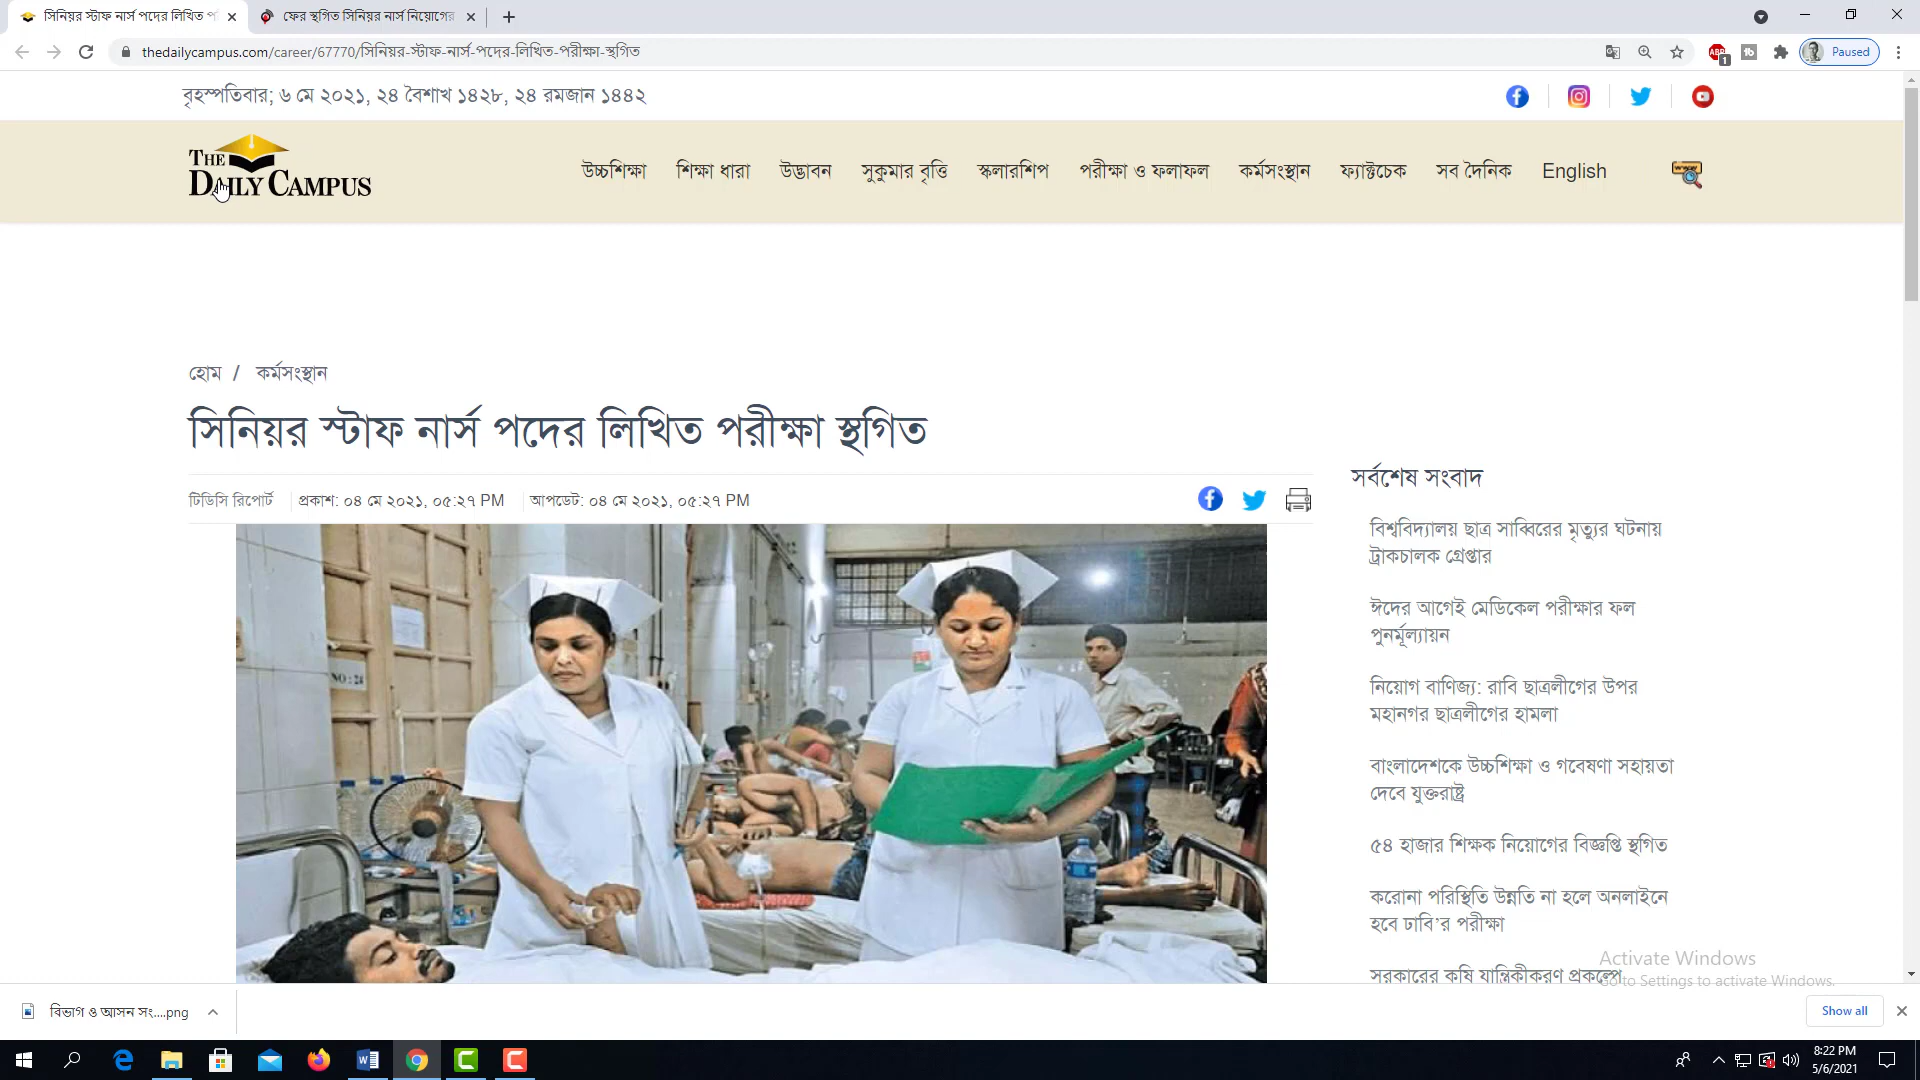 সিনিয়র স্টাফ নার্স পদের লিখিত প
ফের স্থগিত সিনিয়র নার্স নিয়োগের
thedailycampus.com/career/67770/সিনিয়র-স্টাফ-নার্স-পদের-লিখিত-পরীক্ষা-স্থগিত
Paused
বৃহস্পতিবার; ৬ মে ২০২১, ২৪ বৈশাখ ১৪২৮, ২৪ রমজান ১৪৪২
THE
DAILY CAMPUS
উচ্চশিক্ষা শিক্ষা ধারা উদ্ভাবন সুকুমার বৃত্তি স্কলারশিপ পরীক্ষা ও ফলাফল কর্মসংস্থান ফ্যাক্টচেক সব দৈনিক English
হোম / কর্মসংস্থান
সিনিয়র স্টাফ নার্স পদের লিখিত পরীক্ষা স্থগিত
টিডিসি রিপোর্ট প্রকাশ: ০৪ মে ২০২১, ০৫:২৭ PM আপডেট: ০৪ মে ২০২১, ০৫:২৭ PM
NO : 24
সর্বশেষ সংবাদ
বিশ্ববিদ্যালয় ছাত্র সাব্বিরের মৃত্যুর ঘটনায়
ট্রাকচালক গ্রেপ্তার
ঈদের আগেই মেডিকেল পরীক্ষার ফল
পুনর্মূল্যায়ন
নিয়োগ বাণিজ্য: রাবি ছাত্রলীগের উপর
মহানগর ছাত্রলীগের হামলা
বাংলাদেশকে উচ্চশিক্ষা ও গবেষণা সহায়তা
দেবে যুক্তরাষ্ট্র
৫৪ হাজার শিক্ষক নিয়োগের বিজ্ঞপ্তি স্থগিত
করোনা পরিস্থিতি উন্নতি না হলে অনলাইনে
হবে ঢাবি'র পরীক্ষা
সরকারের কৃষি যান্ত্রিকীকরণ প্রকল্পে
Activate Windows
Go to Settings to activate Windows.
বিভাগ ও আসন সং....png
Show all
8:22 PM
5/6/2021